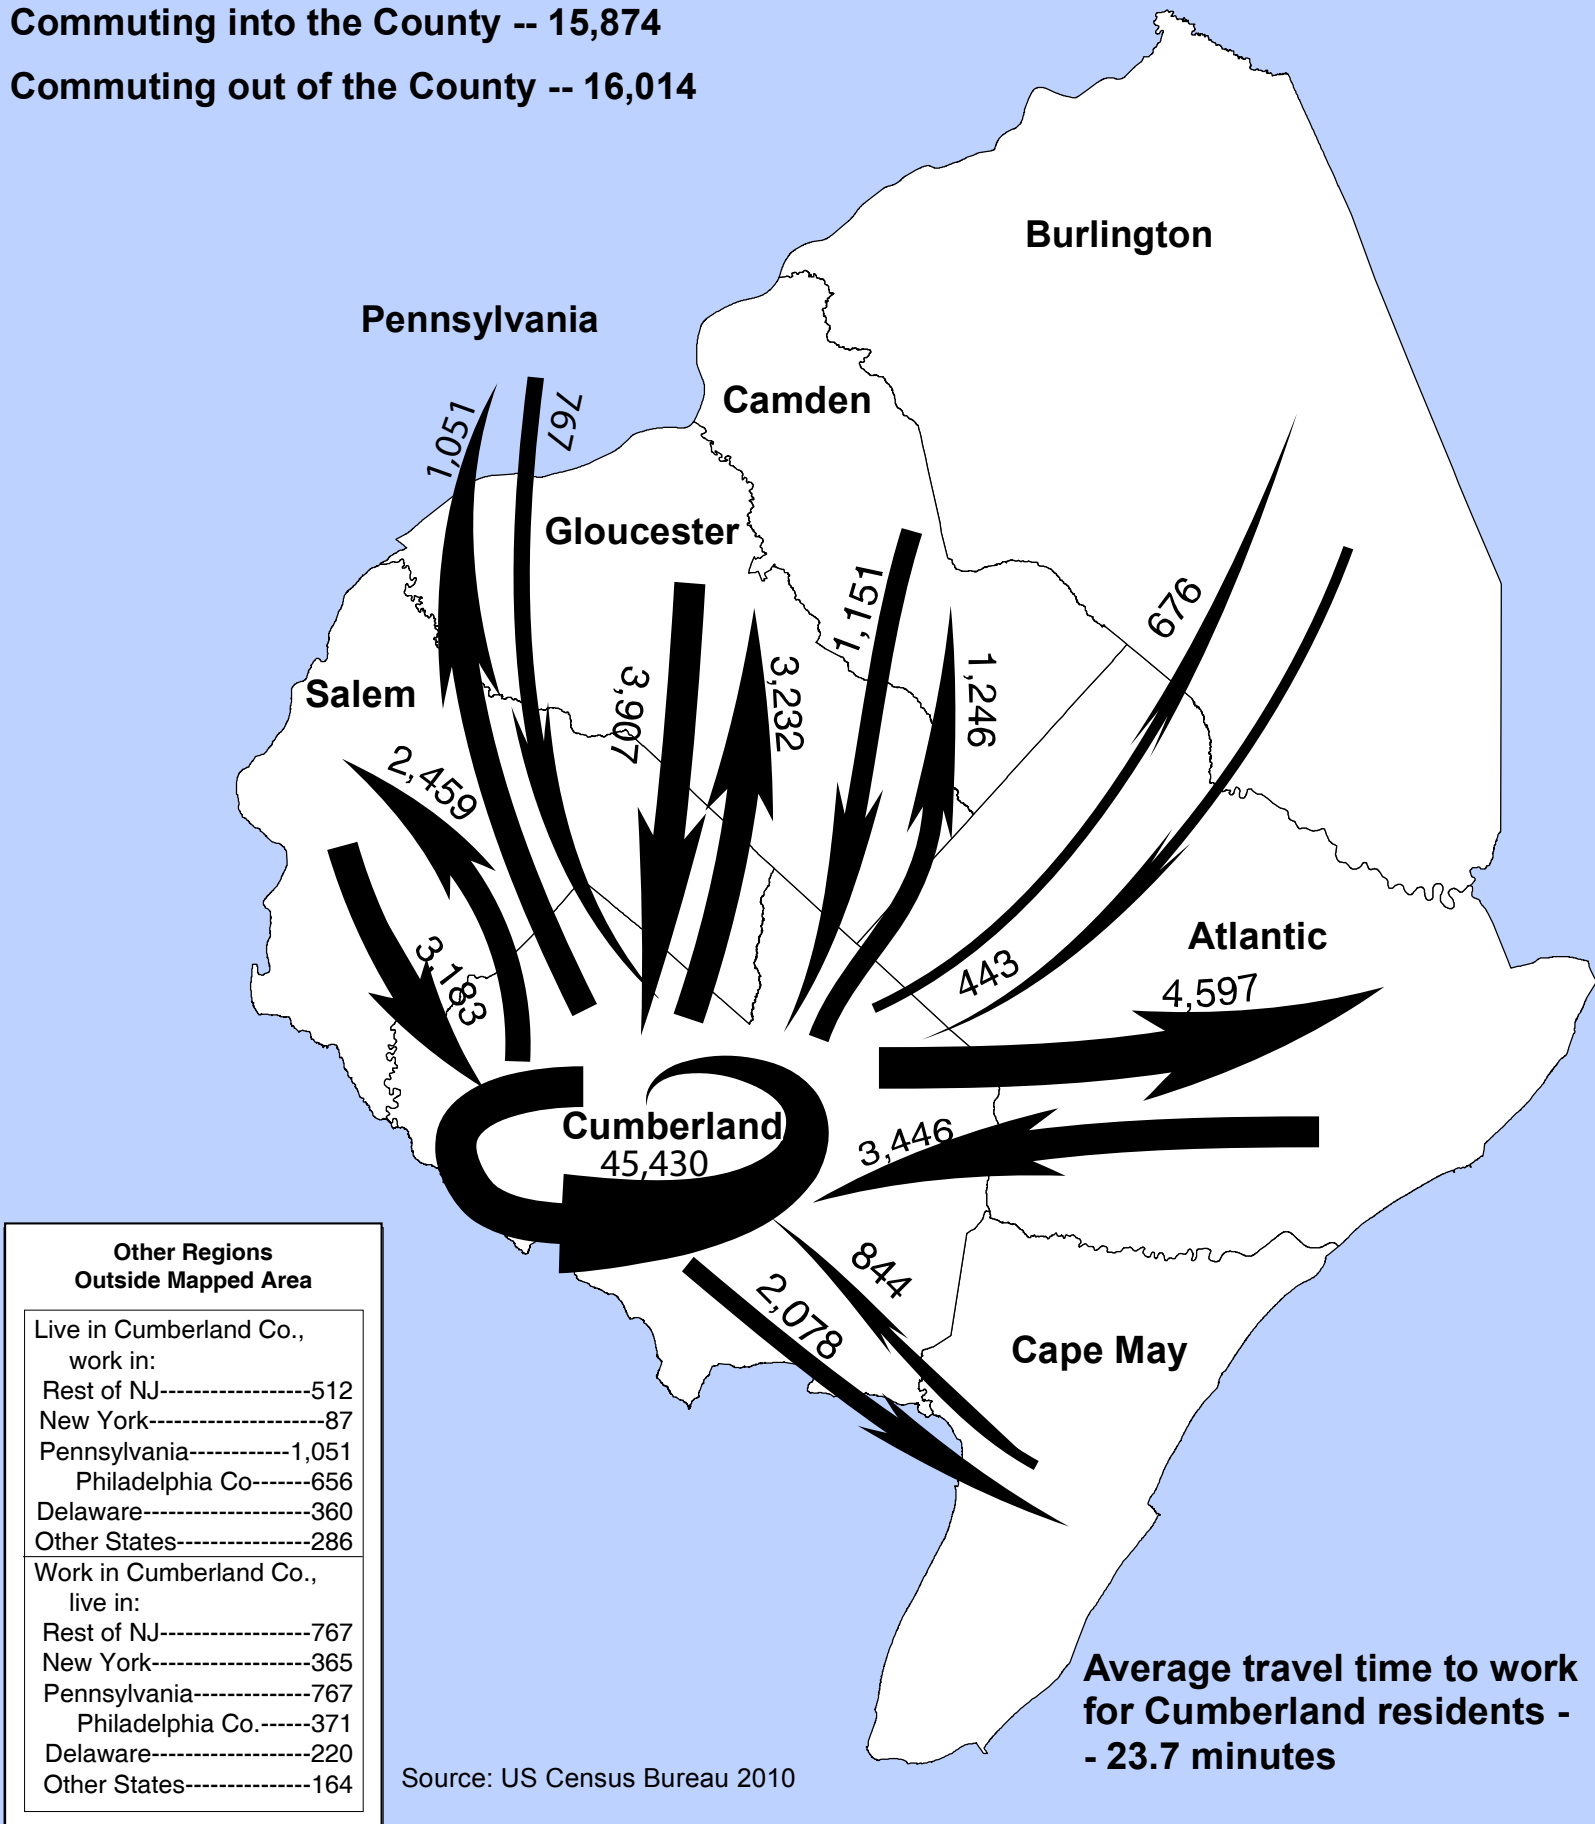 Commuting into the County -- 15,874
Commuting out of the County -- 16,014
Burlington
Pennsylvania
Camden
1,051
767
Gloucester
1,151
676
Salem
3,907
3,232
1,246
2,459
3,183
443
Atlantic
4,597
Cumberland
45,430
3,446
844
2,078
Cape May
Other Regions
Outside Mapped Area
Live in Cumberland Co.,
work in:
Rest of NJ------------------512
New York---------------------87
Pennsylvania------------1,051
Philadelphia Co-------656
Delaware--------------------360
Other States----------------286
Work in Cumberland Co.,
live in:
Rest of NJ------------------767
New York-------------------365
Pennsylvania--------------767
Philadelphia Co.------371
Delaware-------------------220
Other States---------------164
Source: US Census Bureau 2010
Average travel time to work
for Cumberland residents -
- 23.7 minutes